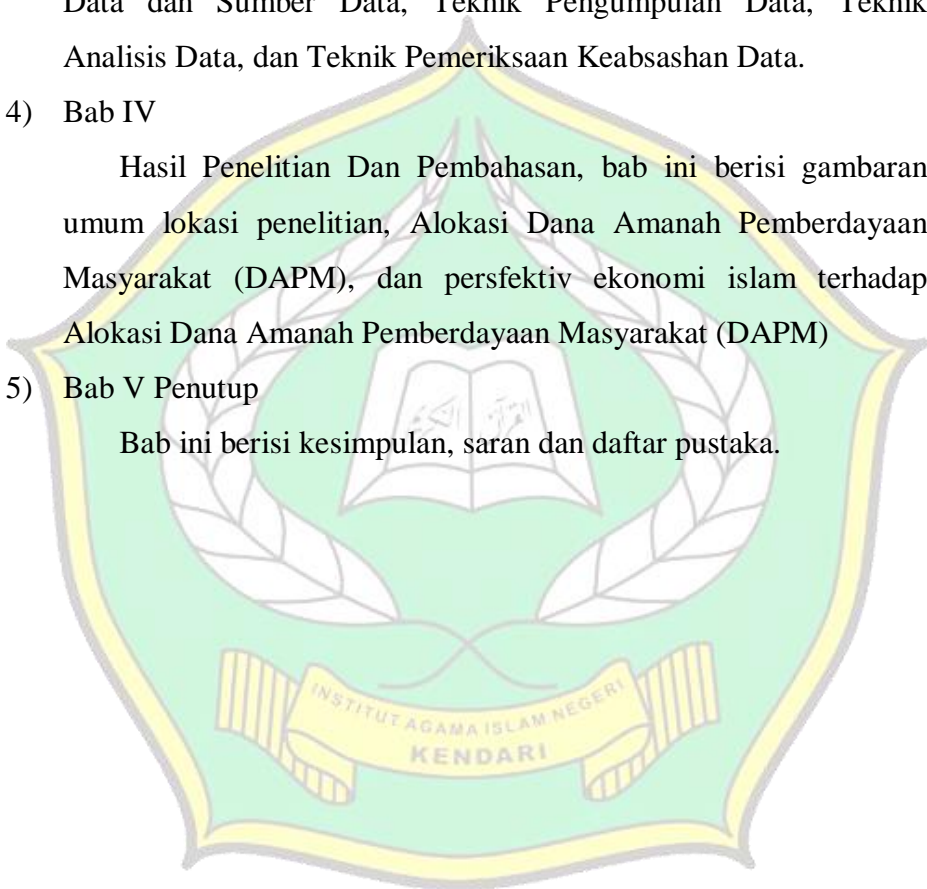 Data dan Sumber Data, Teknik Pengumpulan Data, Teknik
Analisis Data, dan Teknik Pemeriksaan Keabsashan Data.
4) Bab IV
Hasil Penelitian Dan Pembahasan, bab ini berisi gambaran
umum lokasi penelitian, Alokasi Dana Amanah Pemberdayaan
Masyarakat (DAPM), dan persfektiv ekonomi islam terhadap
Alokasi Dana Amanah Pemberdayaan Masyarakat (DAPM)
5) Bab V Penutup
Bab ini berisi kesimpulan, saran dan daftar pustaka.
INSTITUT AGAMA ISLAM NEGERI
KENDARI